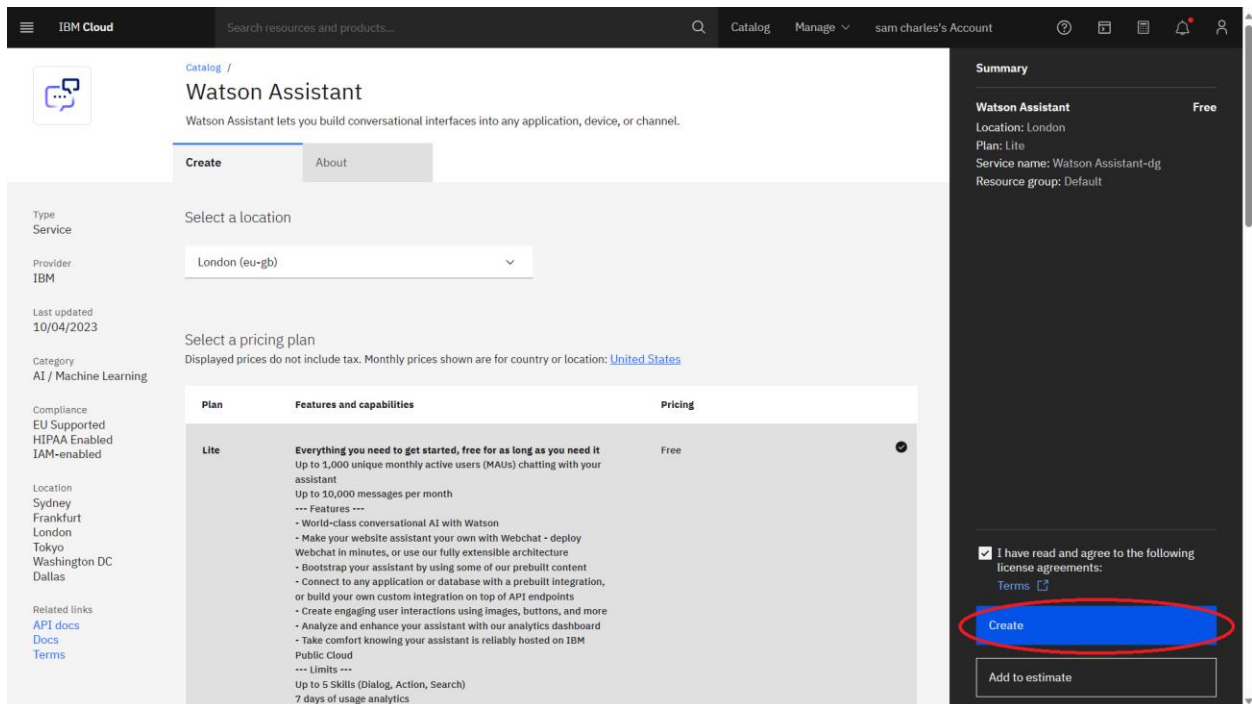 IBM Cloud
Search resources and products...
Catalog
Manage
sam charles's Account
Catalog /
Watson Assistant
Watson Assistant lets you build conversational interfaces into any application, device, or channel.
Create
About
Type
Service
Provider
IBM
Last updated
10/04/2023
Category
AI / Machine Learning
Compliance
EU Supported
HIPAA Enabled
IAM-enabled
Location
Sydney
Frankfurt
London
Tokyo
Washington DC
Dallas
Related links
API docs
Docs
Terms
Select a location
London (eu-gb)
Select a pricing plan
Displayed prices do not include tax. Monthly prices shown are for country or location: United States
Plan
Features and capabilities
Pricing
Lite
Everything you need to get started, free for as long as you need it
Free
Up to 1,000 unique monthly active users (MAUs) chatting with your
assistant
Up to 10,000 messages per month
--- Features ---
- World-class conversational AI with Watson
- Make your website assistant your own with Webchat - deploy
Webchat in minutes, or use our fully extensible architecture
- Bootstrap your assistant by using some of our prebuilt content
- Connect to any application or database with a prebuilt integration,
or build your own custom integration on top of API endpoints
- Create engaging user interactions using images, buttons, and more
- Analyze and enhance your assistant with our analytics dashboard
- Take comfort knowing your assistant is reliably hosted on IBM
Public Cloud
--- Limits ---
Up to 5 Skills (Dialog, Action, Search)
7 days of usage analytics
Summary
Watson Assistant Free
Location: London
Plan: Lite
Service name: Watson Assistant-dg
Resource group: Default
I have read and agree to the following
license agreements:
Terms
Create
Add to estimate